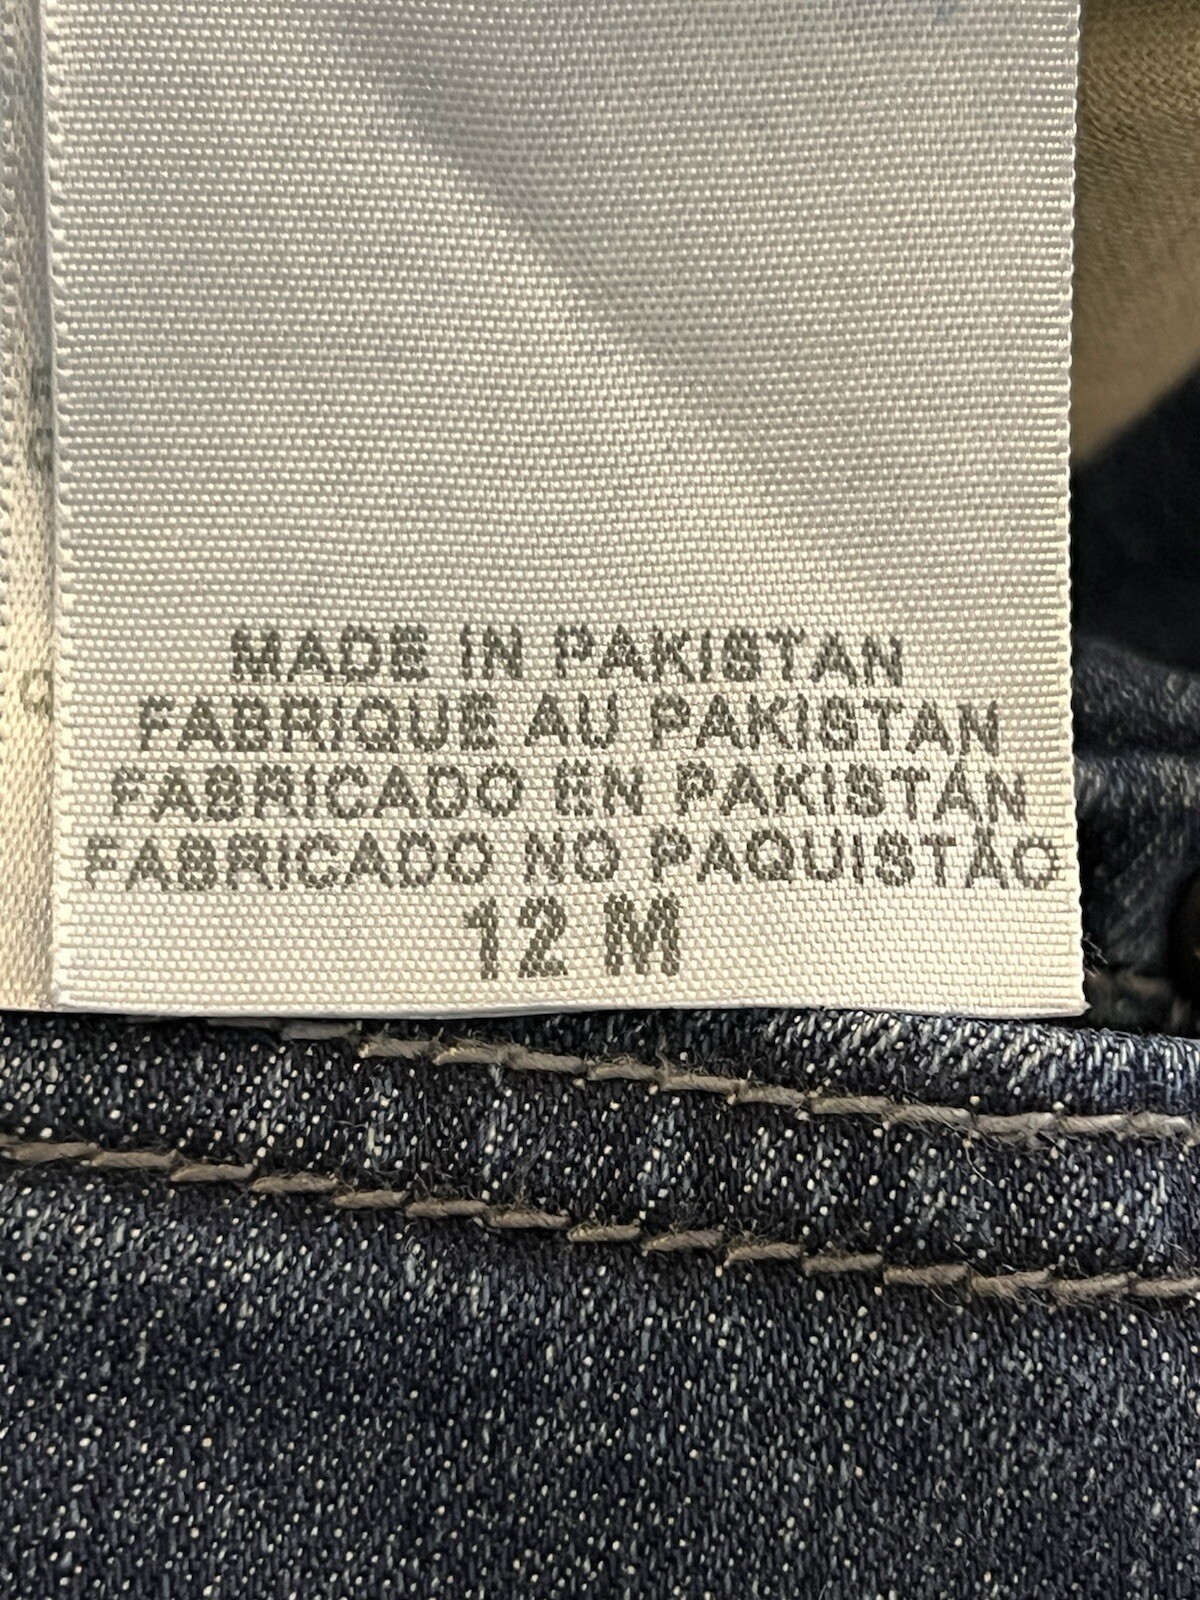 MADE IN PAKISTAN
FABRIQUE AU PAKISTAN
FABRICADO EN PAKISTÁN
FABRICADO NO PAQUISTÃO
12 M